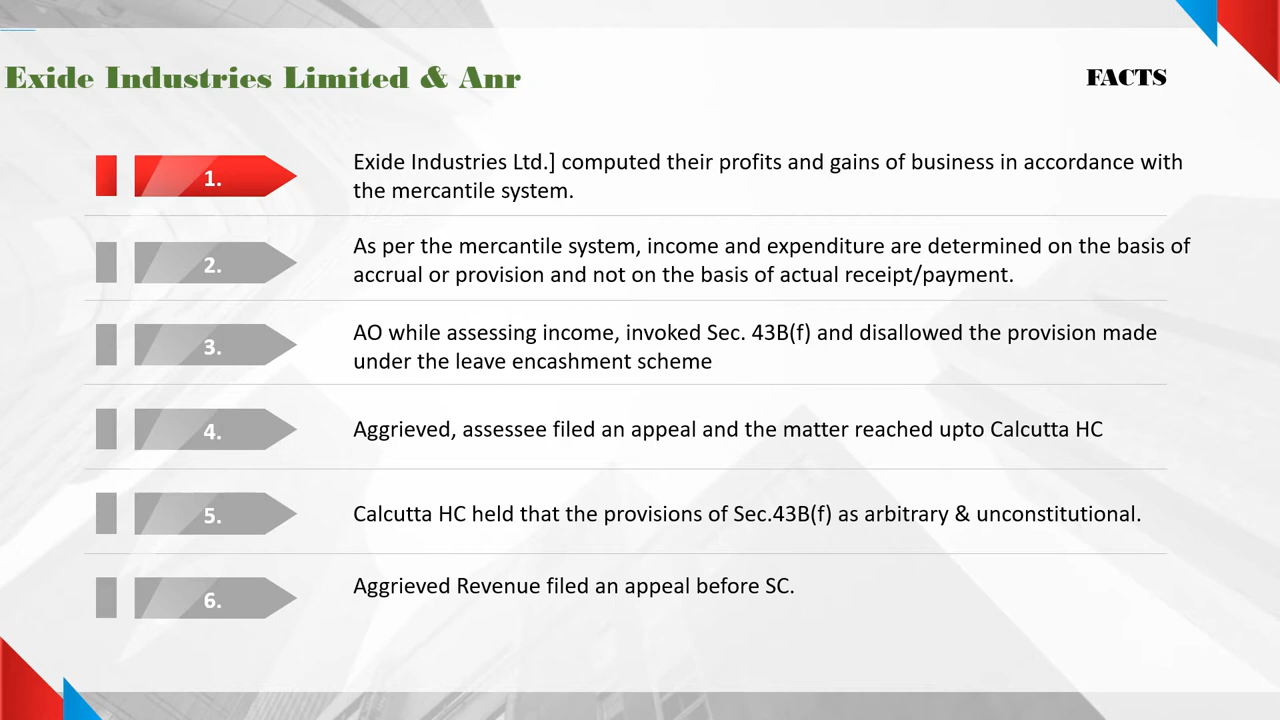 Exide Industries Limited & Anr
FACTS
1.
Exide Industries Ltd.] computed their profits and gains of business in accordance with
the mercantile system.
2.
As per the mercantile system, income and expenditure are determined on the basis of
accrual or provision and not on the basis of actual receipt/payment.
3.
AO while assessing income, invoked Sec. 43B(f) and disallowed the provision made
under the leave encashment scheme
4.
Aggrieved, assessee filed an appeal and the matter reached upto Calcutta HC
5.
Calcutta HC held that the provisions of Sec.43B(f) as arbitrary & unconstitutional.
6.
Aggrieved Revenue filed an appeal before SC.